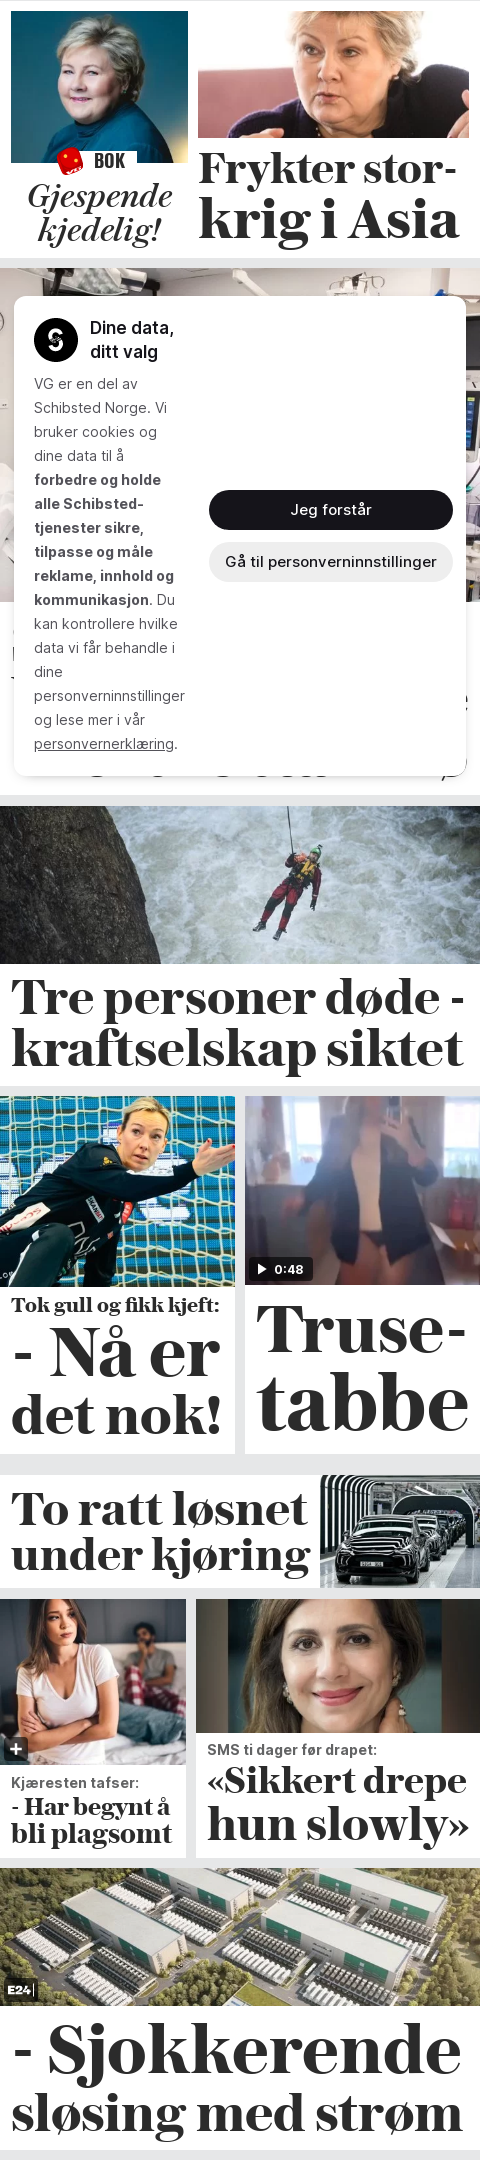 BOK
Gjespende
kjedelig!
Frykter stor-
krig i Asia
Dine data,
ditt valg
VG er en del av
Schibsted Norge. Vi
bruker cookies og
dine data til å
forbedre og holde
alle Schibsted-
tjenester sikre,
tilpasse og måle
reklame, innhold og
kommunikasjon. Du
kan kontrollere hvilke
data vi får behandle i
dine
personverninnstillinger
og lese mer i vår
personvernerklæring.
Jeg forstår
Gå til personverninnstillinger
Tre personer døde -
kraftselskap siktet
Tok gull og fikk kjeft:
- Nå er
det nok!
0:48
Truse-
tabbe
To ratt løsnet
under kjøring
Kjæresten tafser:
- Har begynt å
bli plagsomt
SMS ti dager før drapet:
«Sikkert drepe
hun slowly»
E24
- Sjokkerende
sløsing med strøm